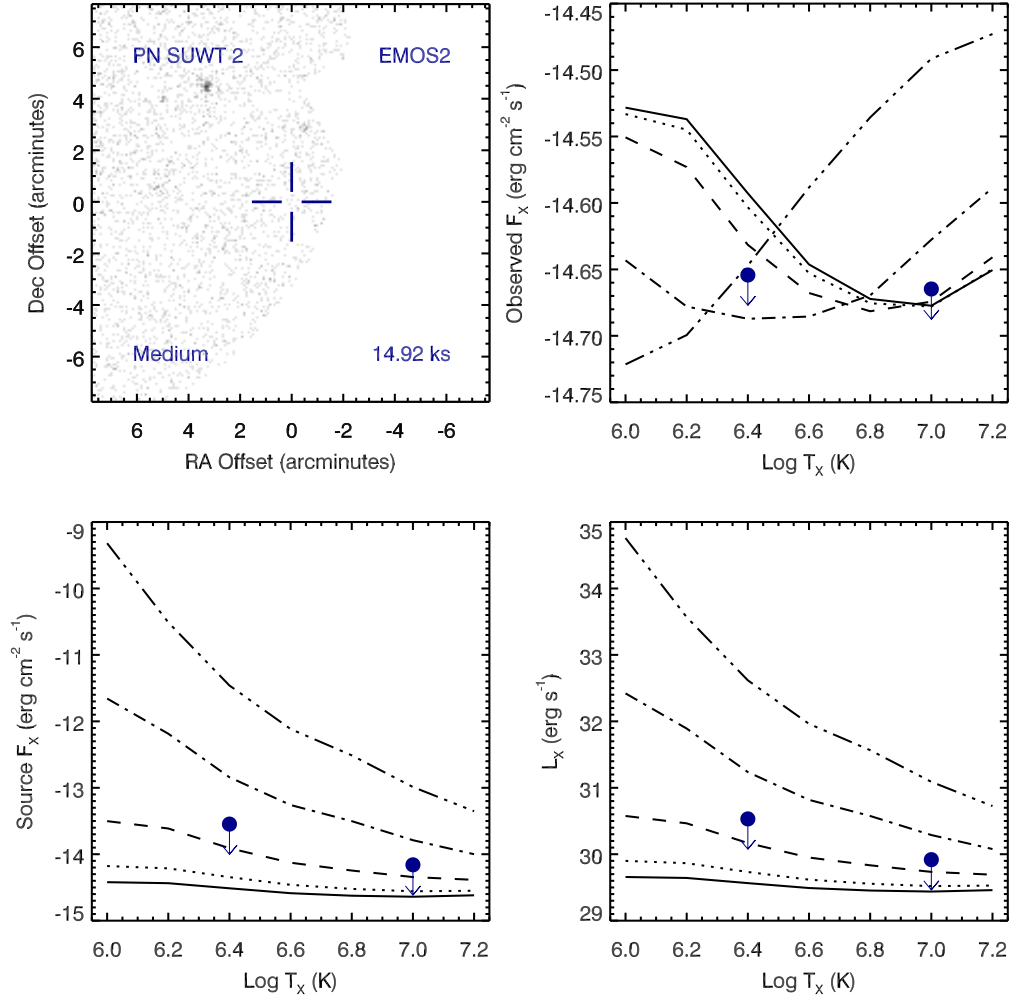 PN SUWT 2 EMOS2
Medium 14.92 ks
6
4
2
0
-2
-4
-6
Dec Offset (arcminutes)
6 4 2 0 -2 -4 -6
RA Offset (arcminutes)
-14.45
-14.50
-14.55
-14.60
-14.65
-14.70
-14.75
Observed F_X (erg cm^-2 s^-1)
6.0 6.2 6.4 6.6 6.8 7.0 7.2
Log T_X (K)
-9
-10
-11
-12
-13
-14
-15
Source F_X (erg cm^-2 s^-1)
6.0 6.2 6.4 6.6 6.8 7.0 7.2
Log T_X (K)
35
34
33
32
31
30
29
L_X (erg s^-1)
6.0 6.2 6.4 6.6 6.8 7.0 7.2
Log T_X (K)